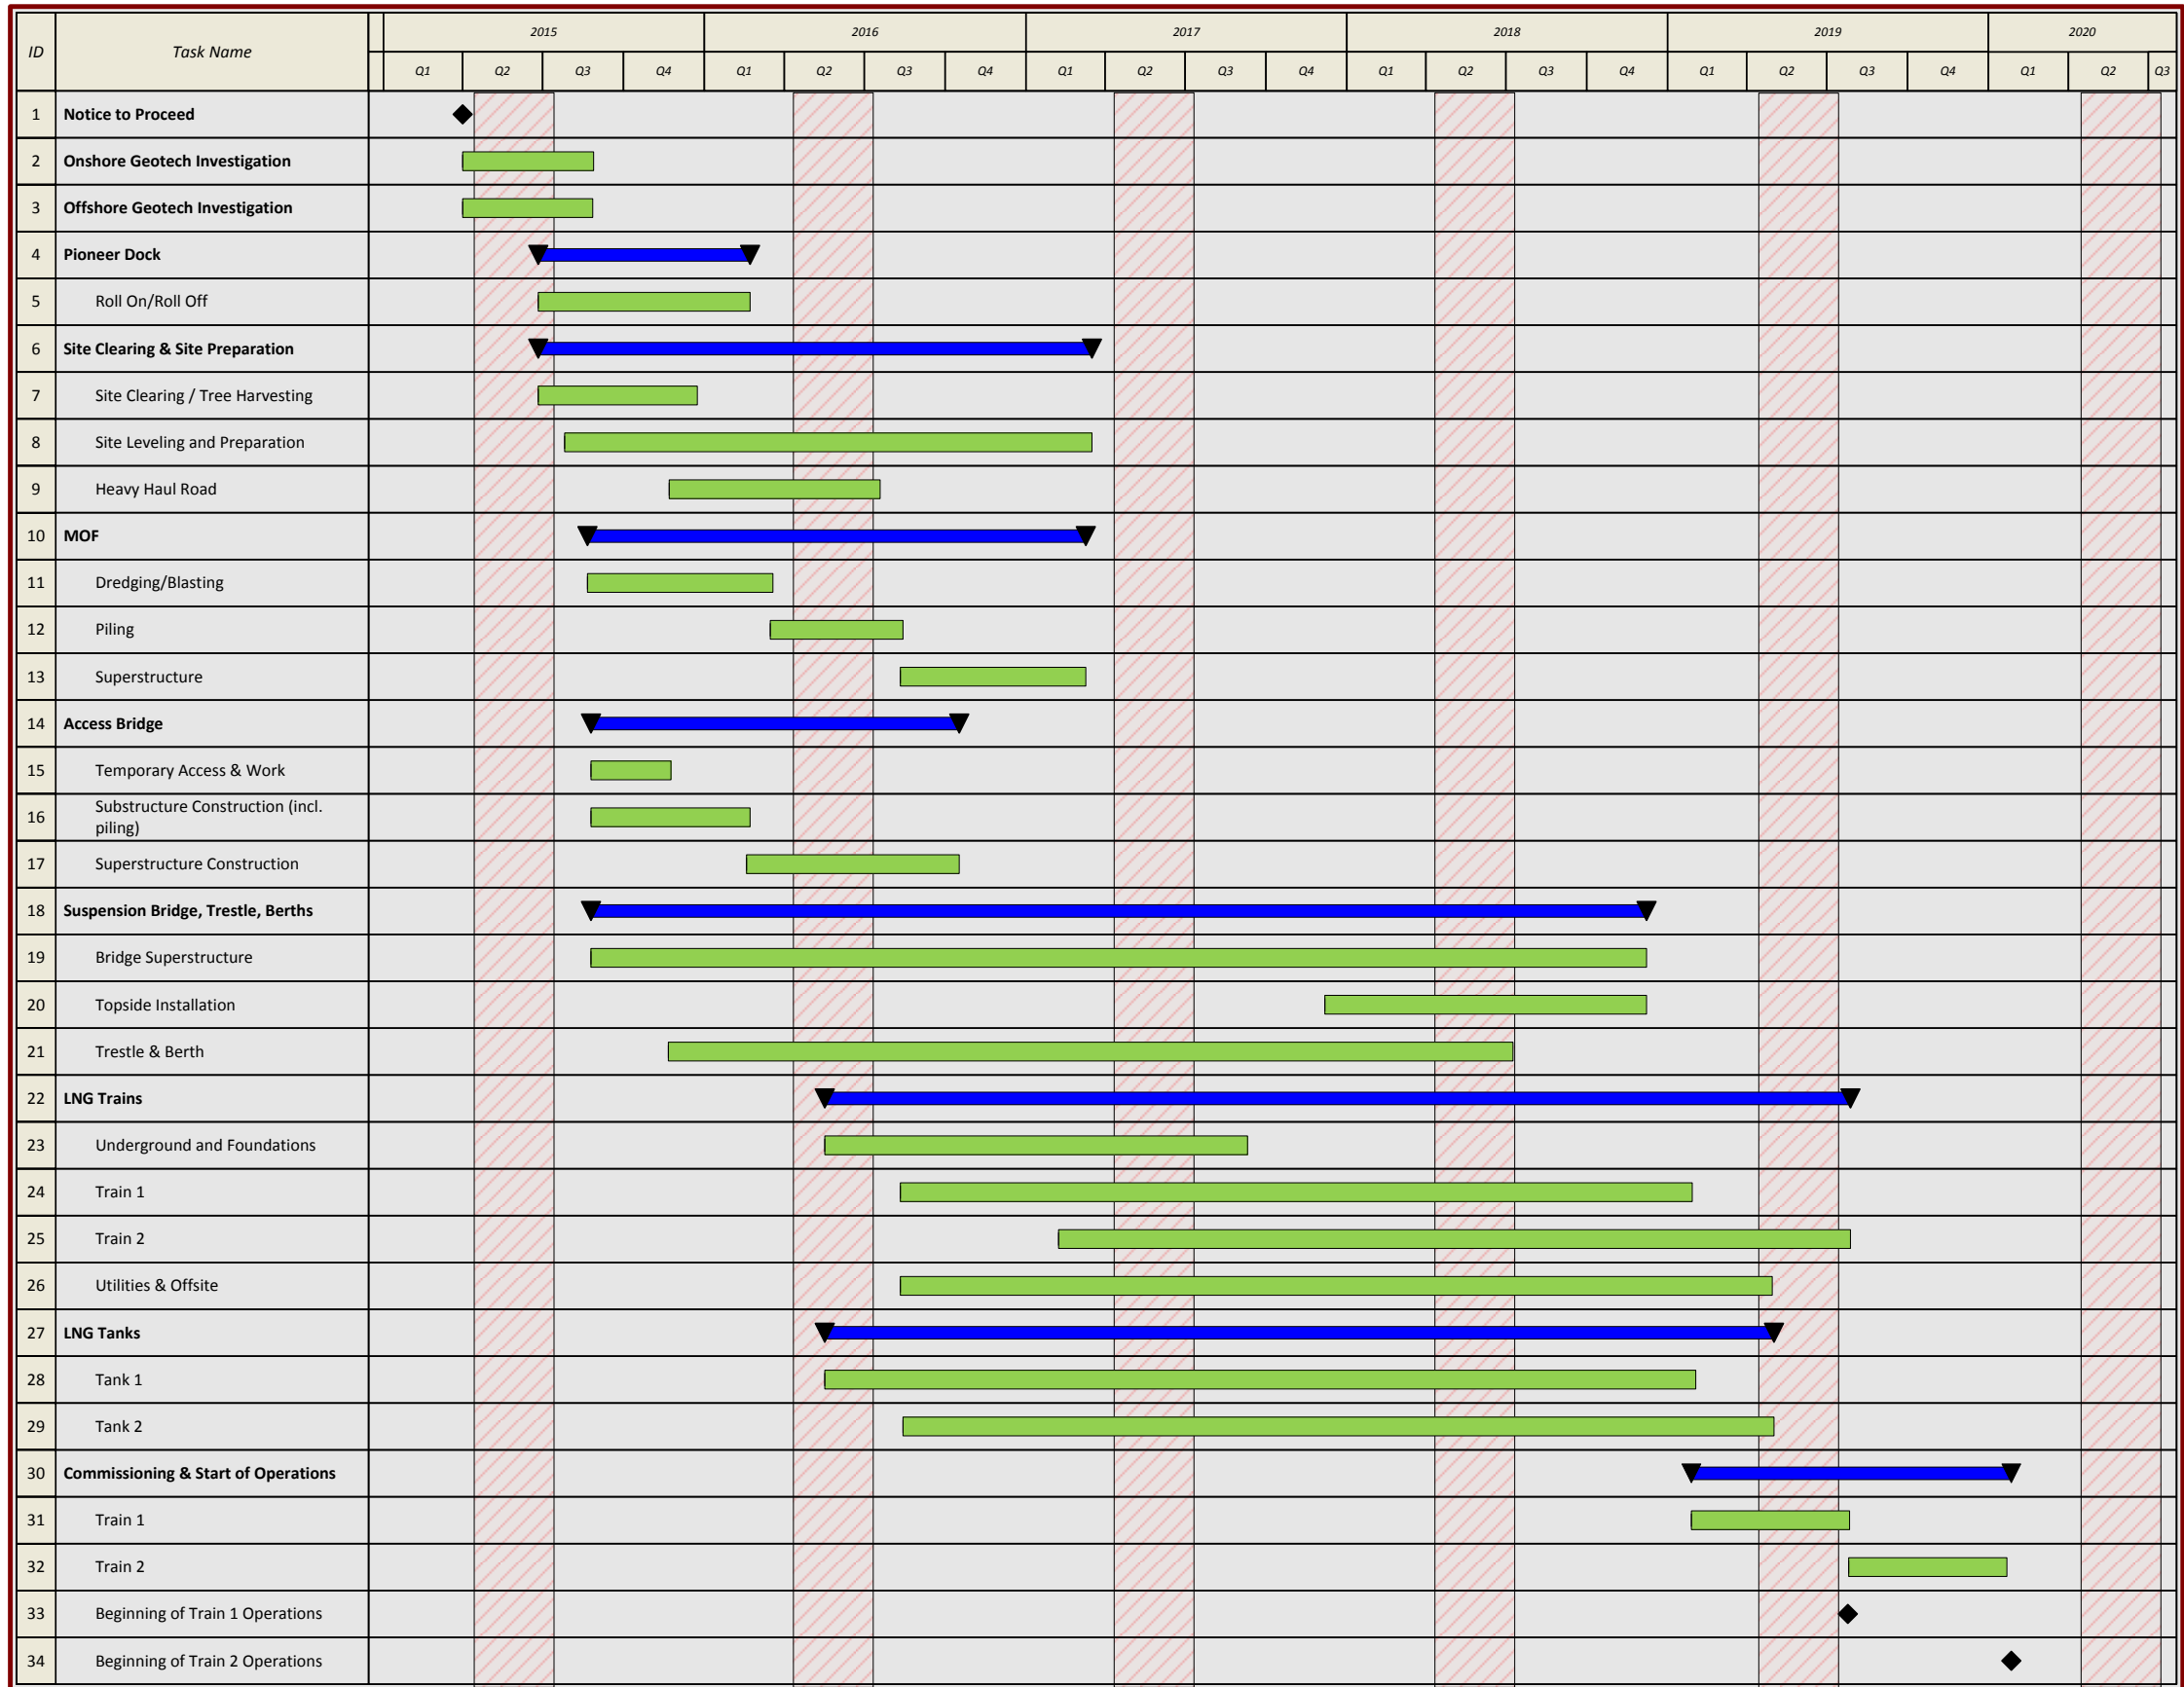 ID Task Name 2015 2016 2017 2018 2019 2020
Q1 Q2 Q3 Q4 Q1 Q2 Q3 Q4 Q1 Q2 Q3 Q4 Q1 Q2 Q3 Q4 Q1 Q2 Q3 Q4 Q1 Q2 Q3
1 Notice to Proceed
2 Onshore Geotech Investigation
3 Offshore Geotech Investigation
4 Pioneer Dock
5 Roll On/Roll Off
6 Site Clearing & Site Preparation
7 Site Clearing / Tree Harvesting
8 Site Leveling and Preparation
9 Heavy Haul Road
10 MOF
11 Dredging/Blasting
12 Piling
13 Superstructure
14 Access Bridge
15 Temporary Access & Work
16 Substructure Construction (incl.
piling)
17 Superstructure Construction
18 Suspension Bridge, Trestle, Berths
19 Bridge Superstructure
20 Topside Installation
21 Trestle & Berth
22 LNG Trains
23 Underground and Foundations
24 Train 1
25 Train 2
26 Utilities & Offsite
27 LNG Tanks
28 Tank 1
29 Tank 2
30 Commissioning & Start of Operations
31 Train 1
32 Train 2
33 Beginning of Train 1 Operations
34 Beginning of Train 2 Operations